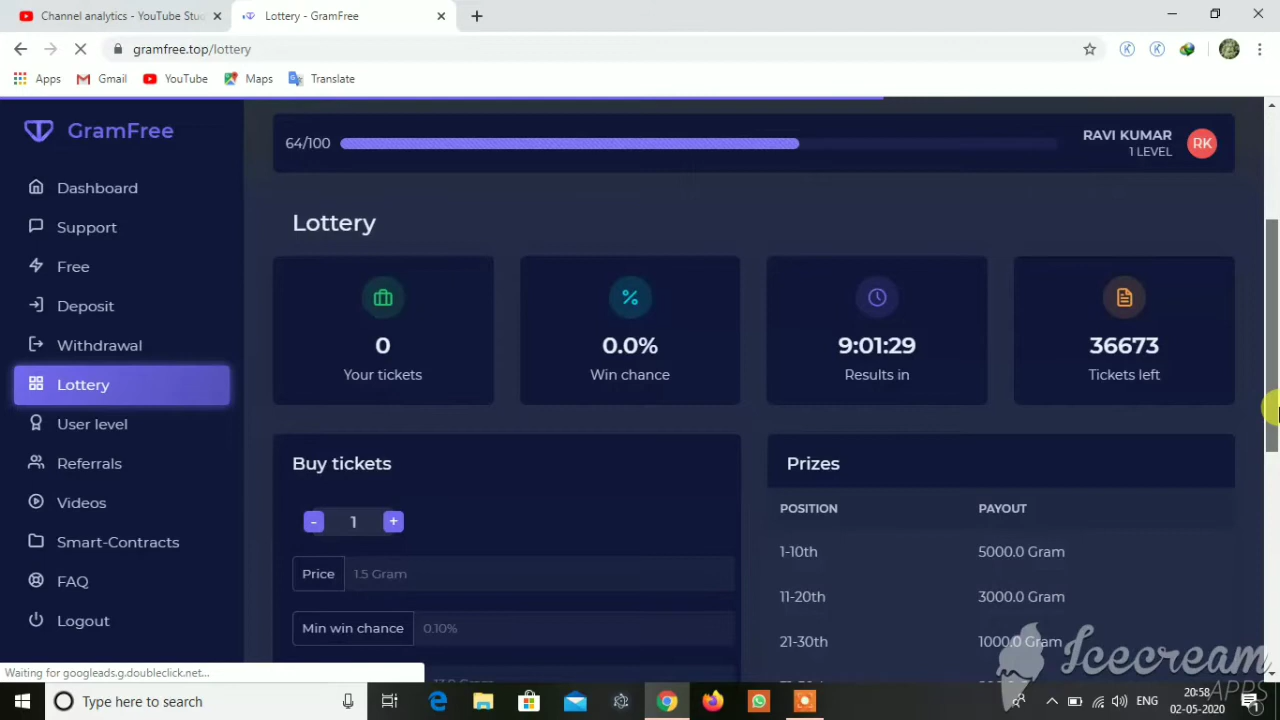 Channel analytics - YouTube Stu
Lottery - GramFree
gramfree.top/lottery
Apps
Gmail
YouTube
Maps
Translate
GramFree
64/100
RAVI KUMAR
1 LEVEL
RK
Dashboard
Support
Free
Deposit
Withdrawal
Lottery
User level
Referrals
Videos
Smart-Contracts
FAQ
Logout
Lottery
0
Your tickets
0.0%
Win chance
9:01:29
Results in
36673
Tickets left
Buy tickets
- 1 +
Price 1.5 Gram
Min win chance 0.10%
Prizes
POSITION PAYOUT
1-10th 5000.0 Gram
11-20th 3000.0 Gram
21-30th 1000.0 Gram
Icecream
APPS
Waiting for googleads.g.doubleclick.net...
Type here to search
ENG
20:58
02-05-2020